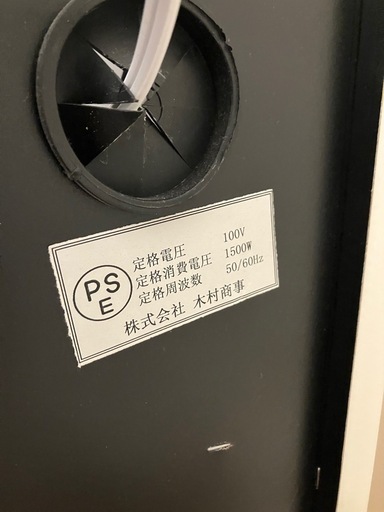 PS
E
定格電圧 100V
定格消費電圧 1500W
定格周波数 50/60Hz
株式会社 木村商事